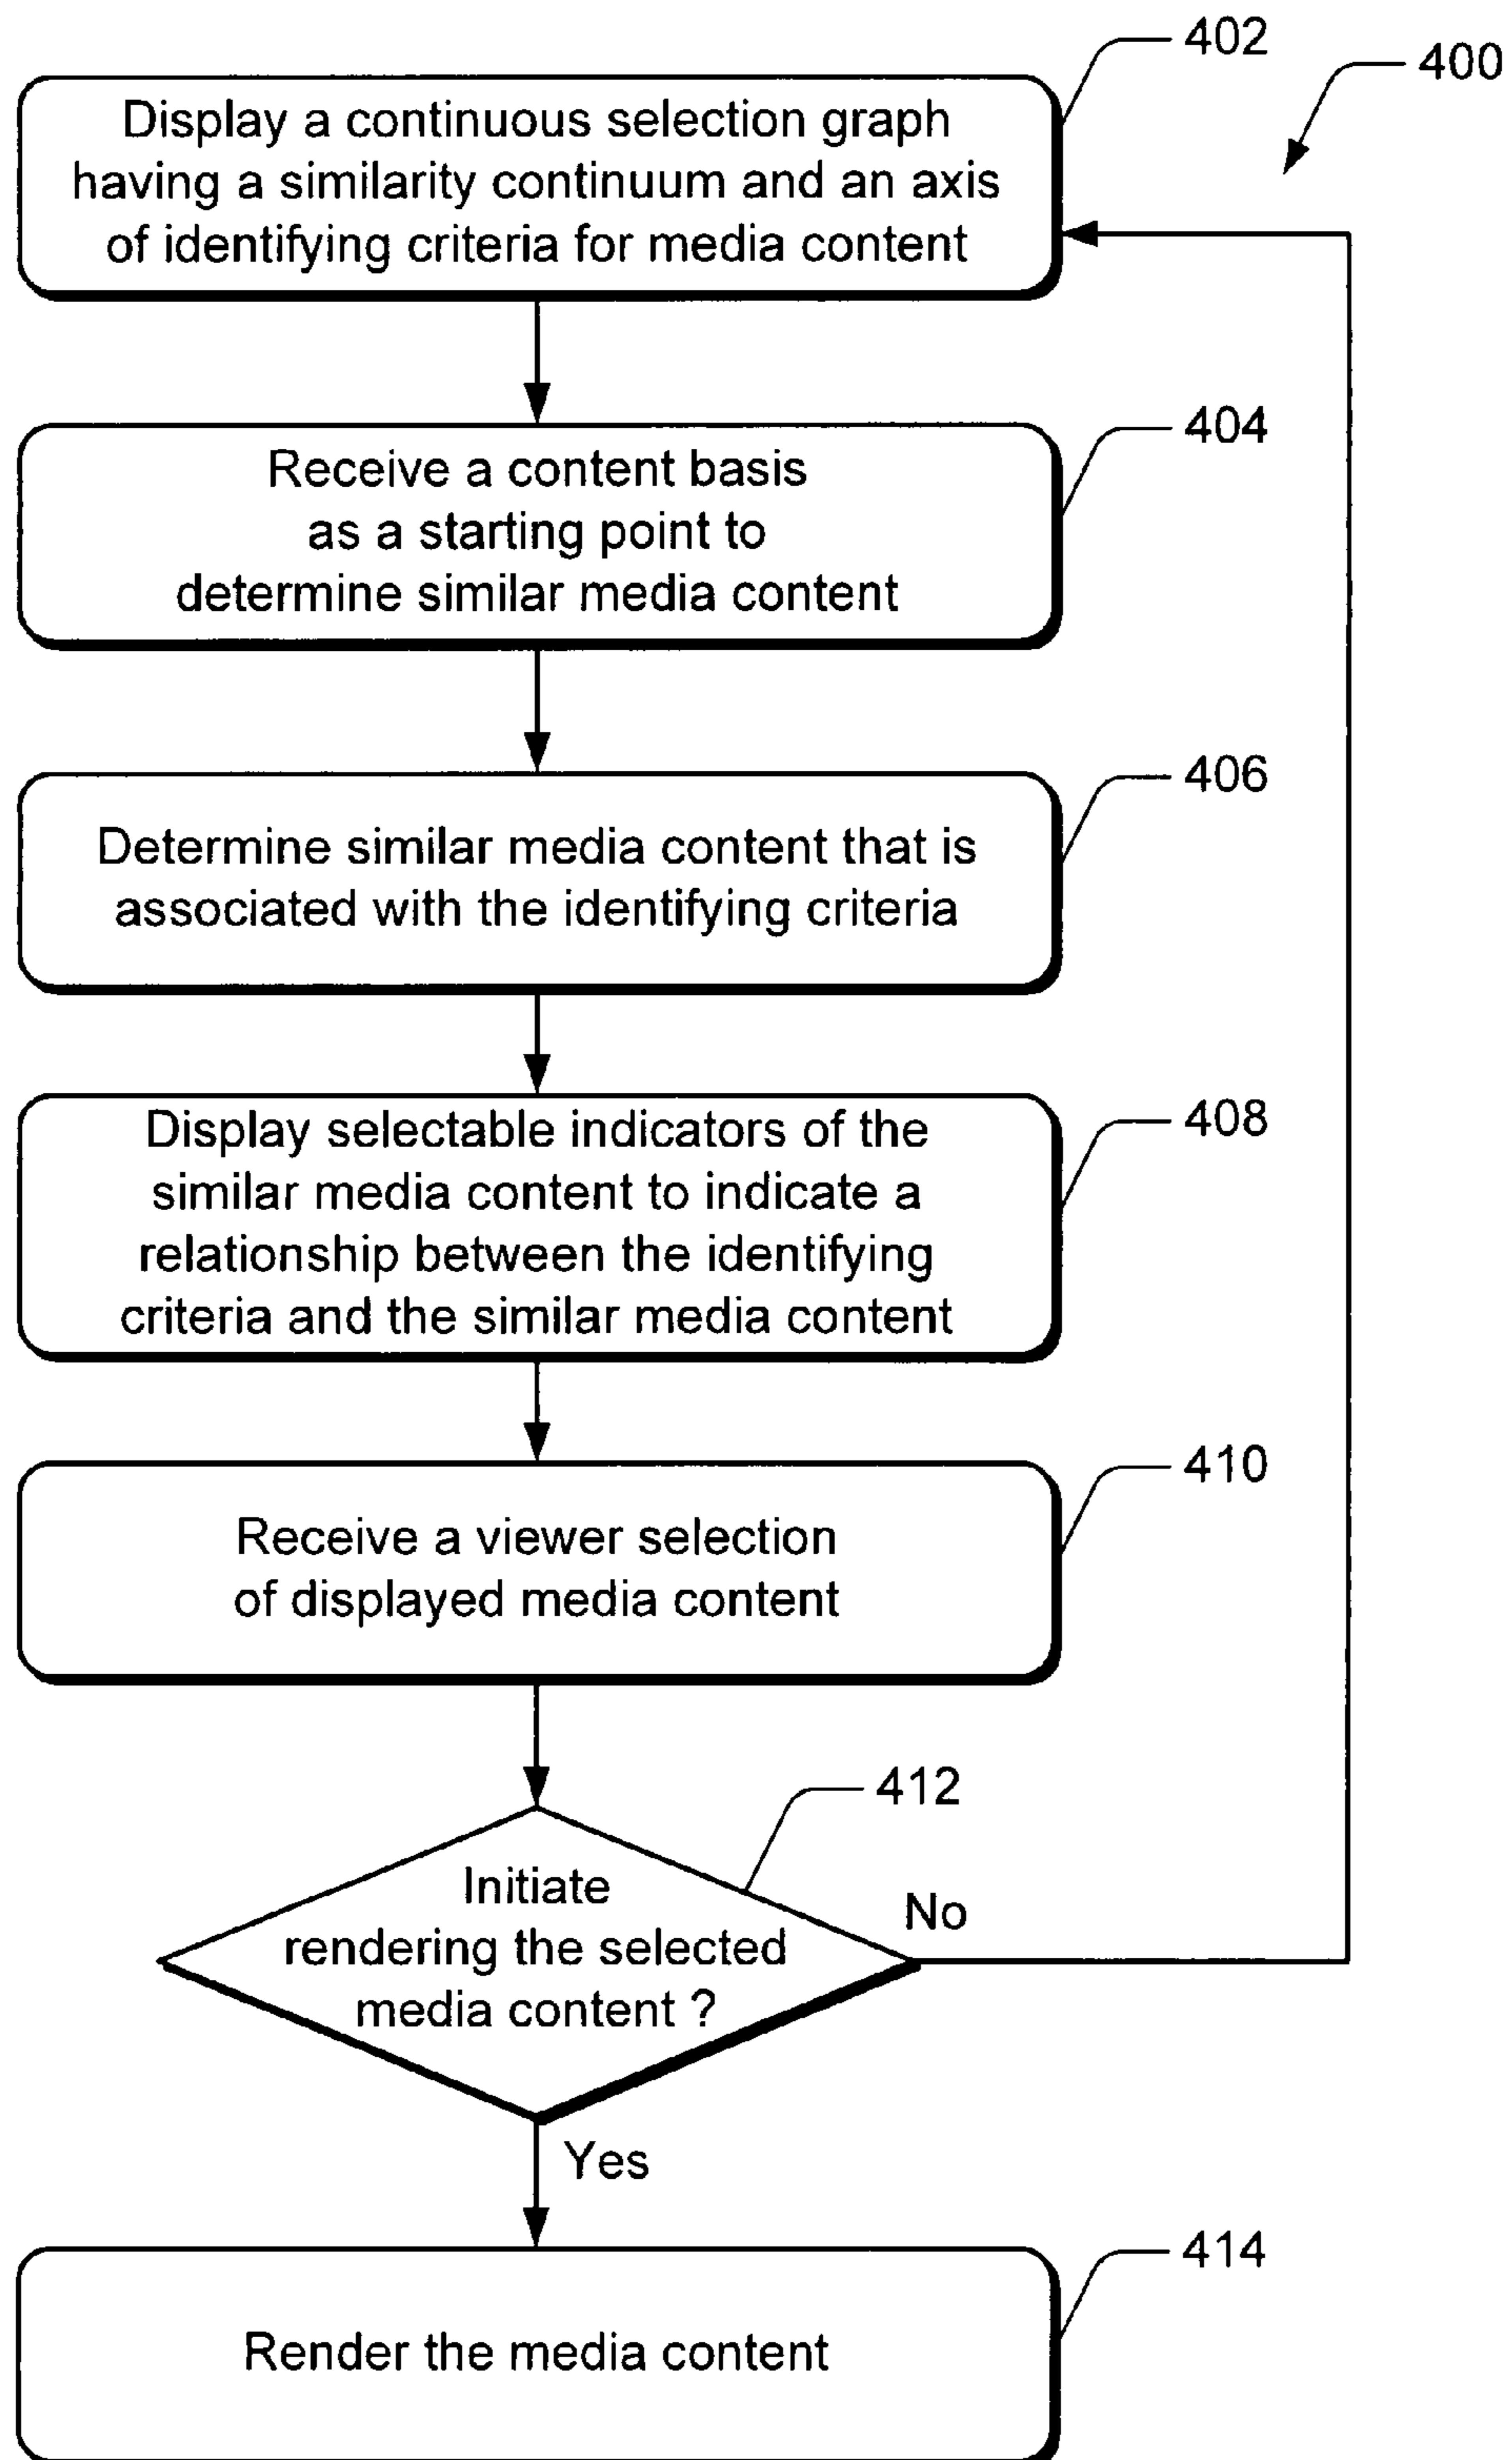 402
400
Display a continuous selection graph
having a similarity continuum and an axis
of identifying criteria for media content
404
Receive a content basis
as a starting point to
determine similar media content
406
Determine similar media content that is
associated with the identifying criteria
408
Display selectable indicators of the
similar media content to indicate a
relationship between the identifying
criteria and the similar media content
410
Receive a viewer selection
of displayed media content
412
Initiate
rendering the selected
media content ?
No
Yes
414
Render the media content